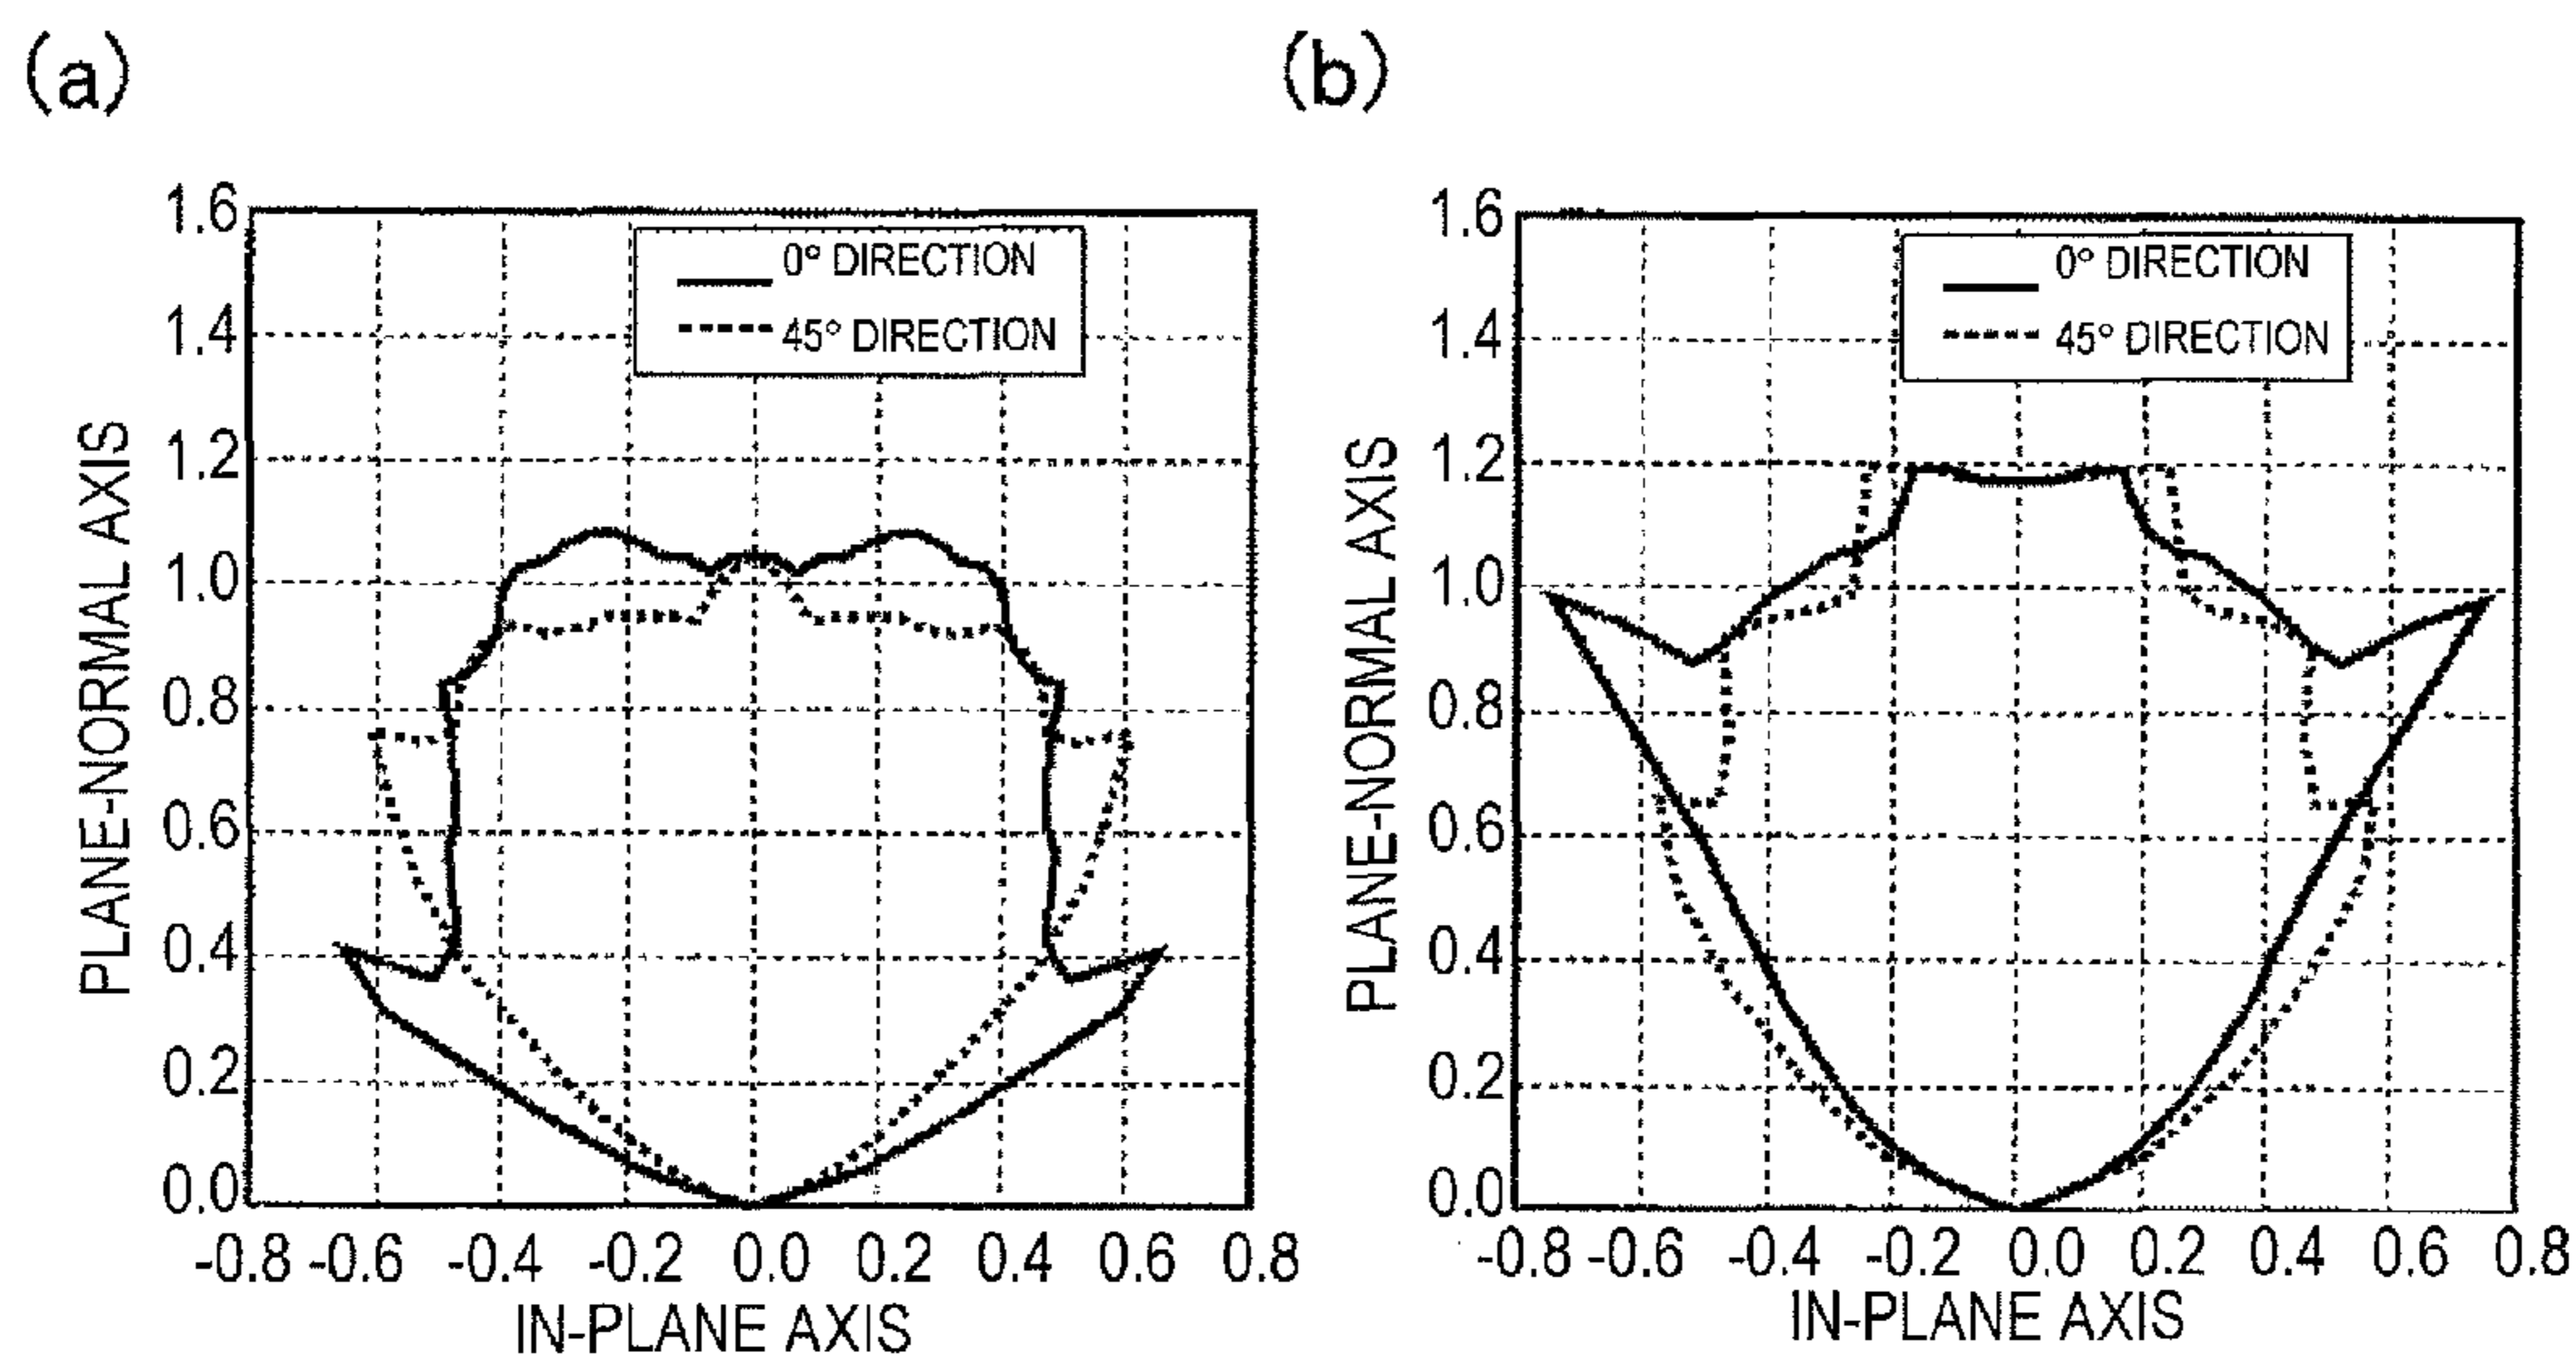 (a)
1.6
1.4
1.2
1.0
0.8
0.6
0.4
0.2
0.0
PLANE-NORMAL AXIS
0° DIRECTION
45° DIRECTION
-0.8 -0.6 -0.4 -0.2 0.0 0.2 0.4 0.6 0.8
IN-PLANE AXIS
(b)
1.6
1.4
1.2
1.0
0.8
0.6
0.4
0.2
0.0
PLANE-NORMAL AXIS
0° DIRECTION
45° DIRECTION
-0.8 -0.6 -0.4 -0.2 0.0 0.2 0.4 0.6 0.8
IN-PLANE AXIS